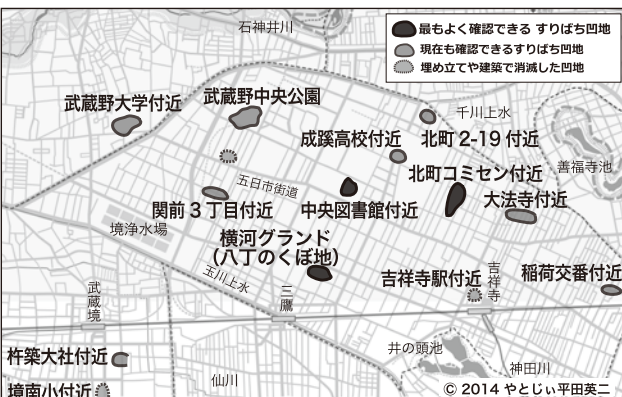 石神井川
最もよく確認できる すりばち凹地
現在も確認できるすりばち凹地
埋め立てや建築で消滅した凹地
武蔵野大学付近
武蔵野中央公園
千川上水
成蹊高校付近
北町 2-19 付近
善福寺池
北町コミセン付近
五日市街道
大法寺付近
関前 3 丁目付近
中央図書館付近
境浄水場
横河グランド
（八丁のくぼ地）
玉川上水
吉祥寺駅付近
吉祥寺
稲荷交番付近
武蔵境
三鷹
杵築大社付近
井の頭池
神田川
仙川
境南小付近
© 2014 やとじぃ平田英二